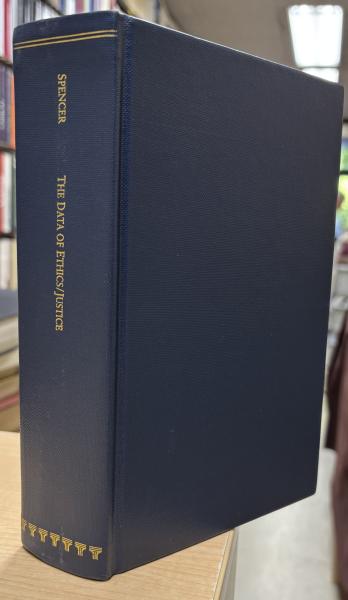 SPENCER
THE DATA OF ETHICS/JUSTICE